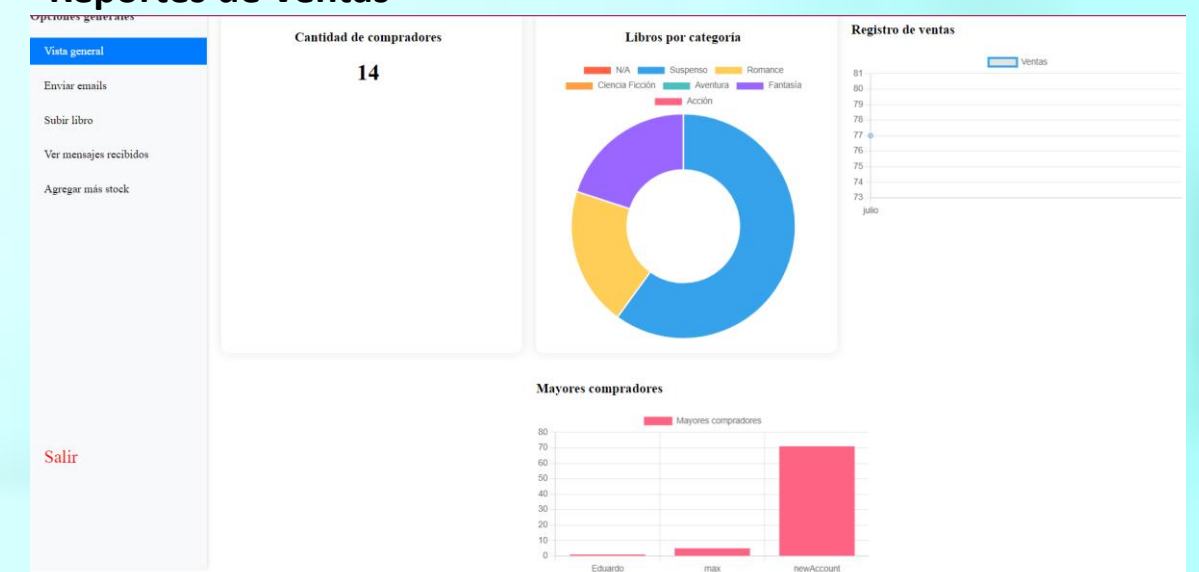 Reportes de Ventas
Opciones generales
Vista general
Enviar emails
Subir libro
Ver mensajes recibidos
Agregar más stock
Salir
Cantidad de compradores
14
Libros por categoría
N/A Suspenso Romance
Ciencia Ficción Aventura Fantasía
Acción
Registro de ventas
Ventas
81
80
79
78
77
76
75
74
73
julio
Mayores compradores
Mayores compradores
80
70
60
50
40
30
20
10
0
Eduardo max newAccount